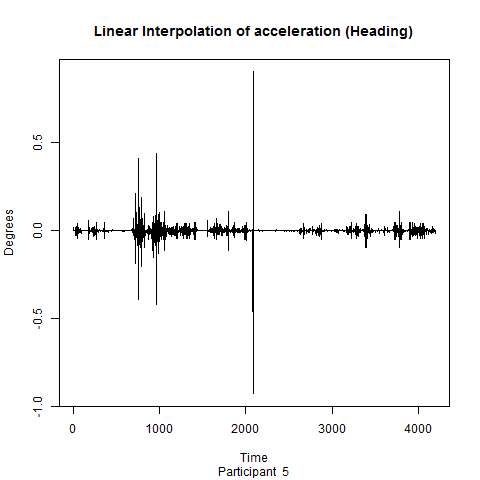 Linear Interpolation of acceleration (Heading)
Degrees
0.5
0.0
-0.5
-1.0
0 1000 2000 3000 4000
Time
Participant 5